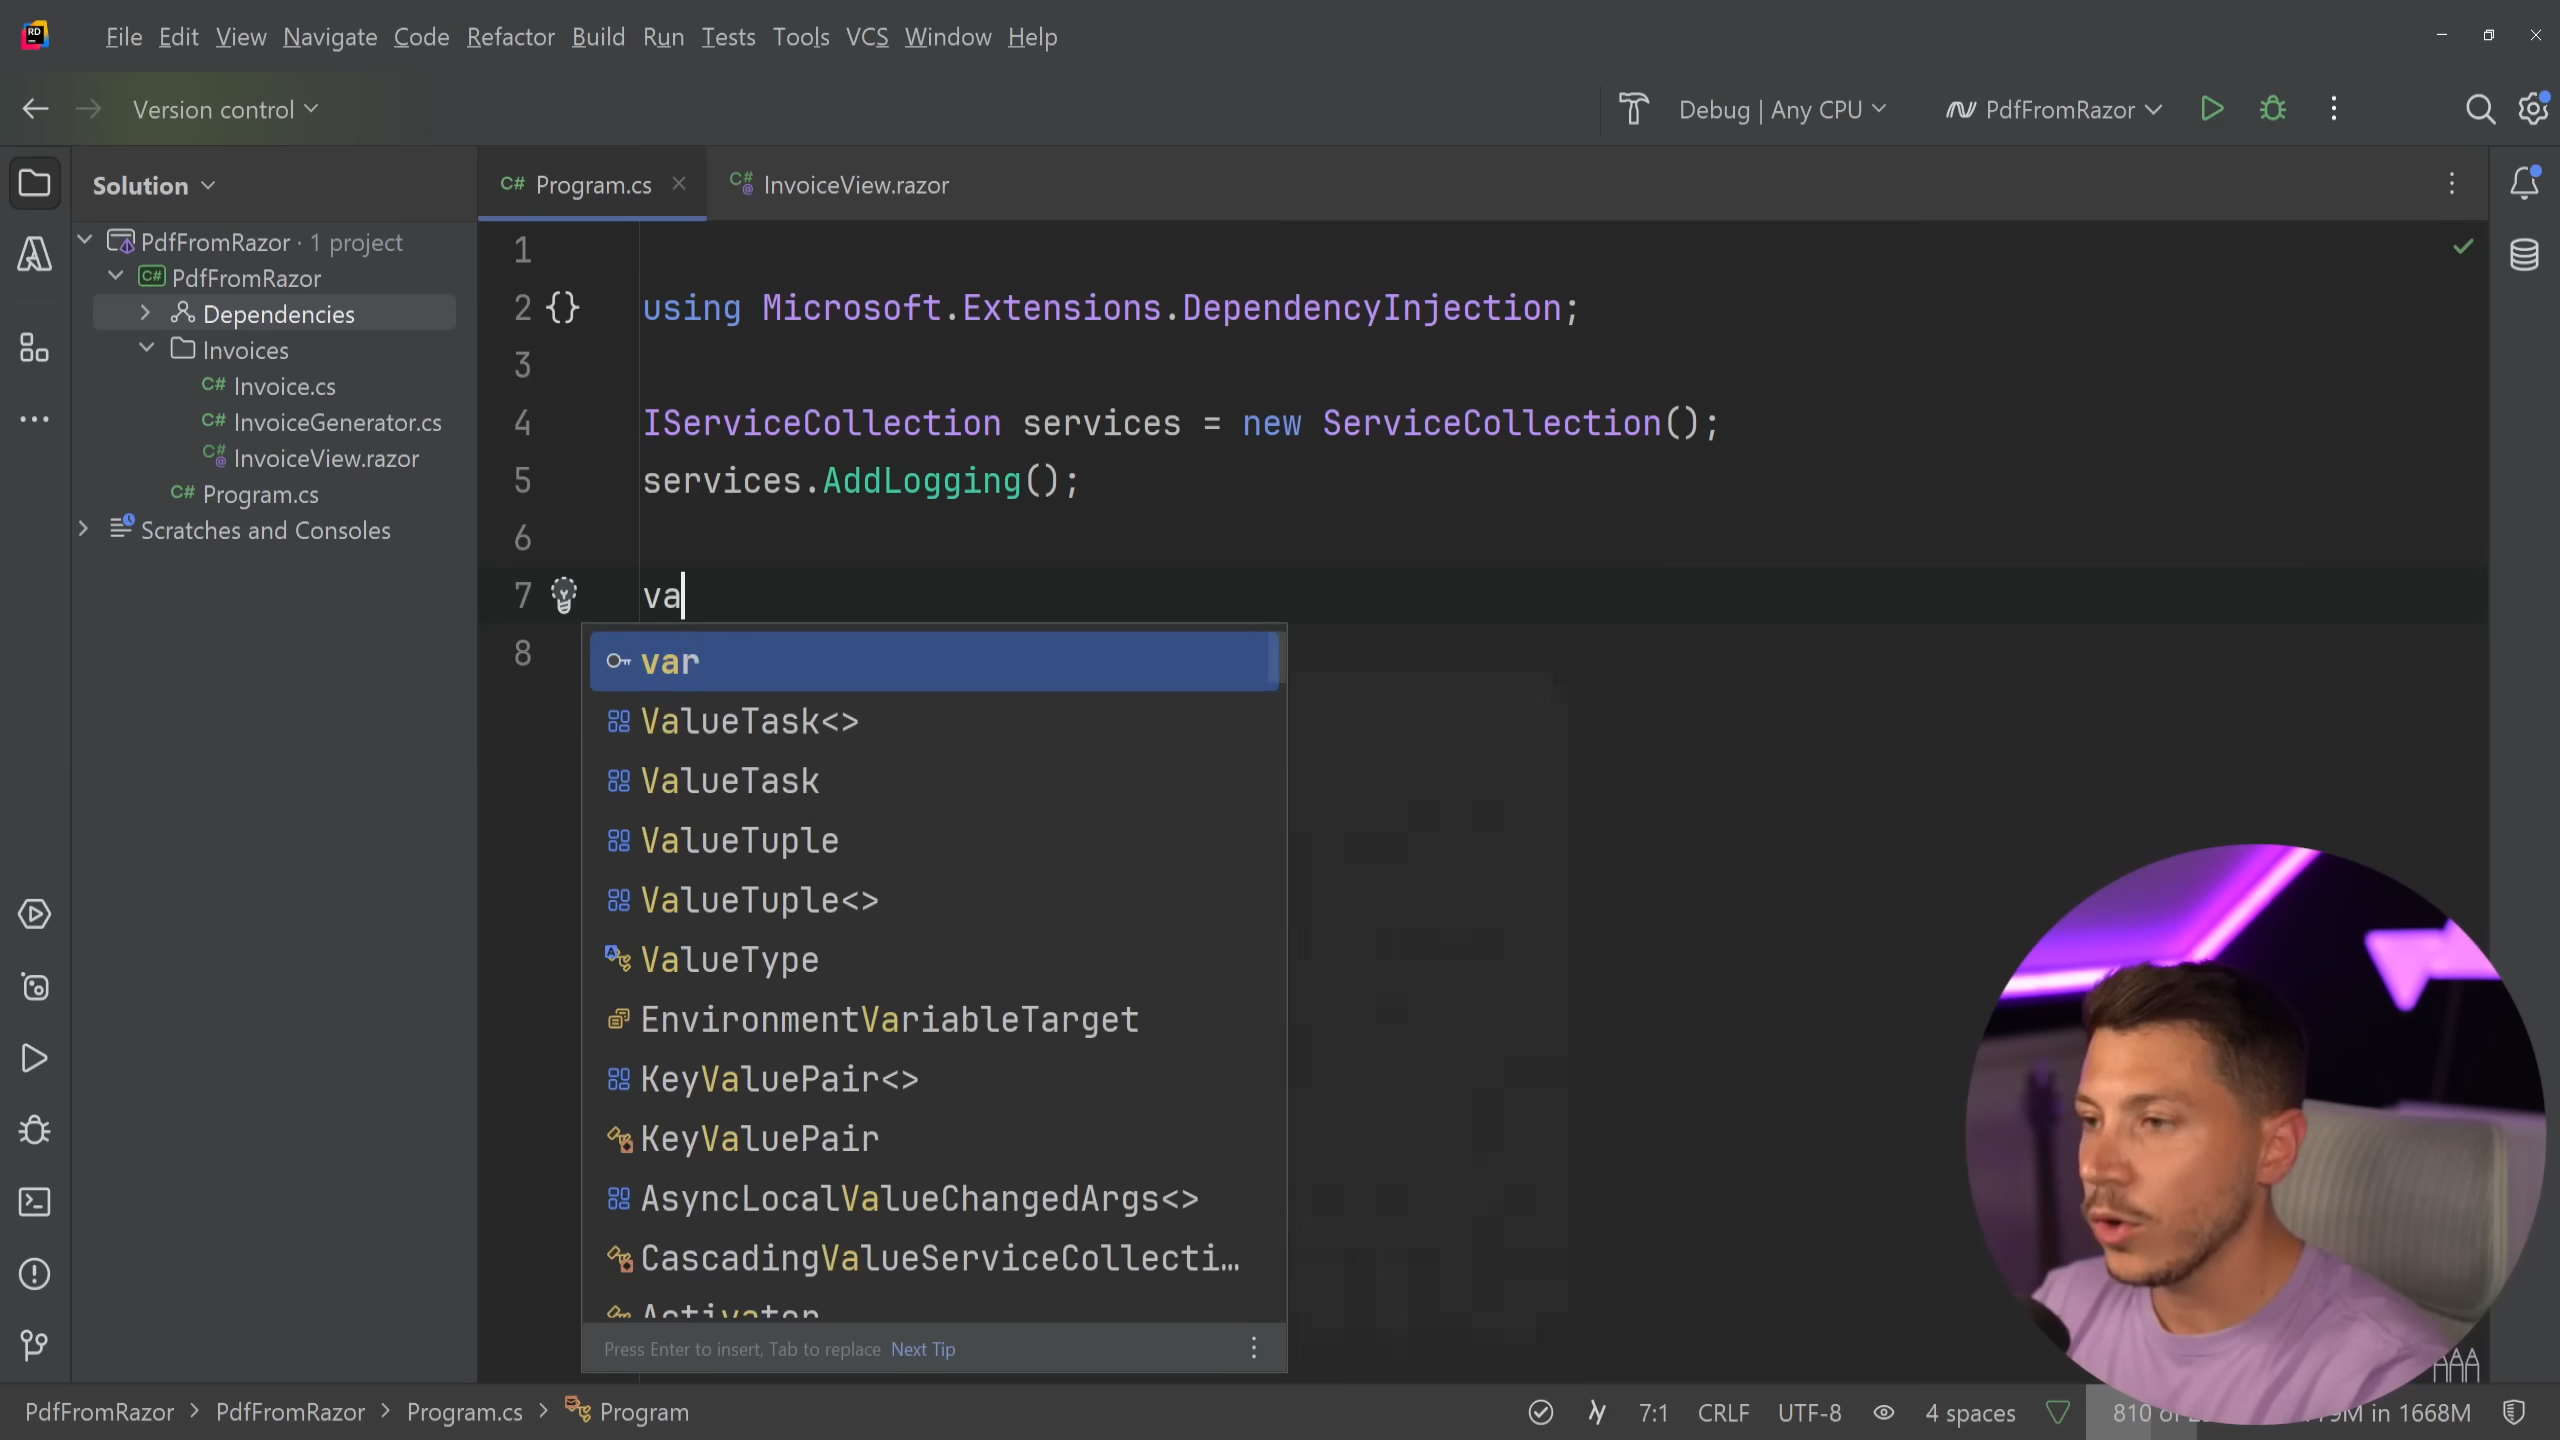 RD
File Edit View Navigate Code Refactor Build Run Tests Tools VCS Window Help
Version control
Debug | Any CPU
PdfFromRazor
Solution
C# Program.cs
C# InvoiceView.razor
PdfFromRazor · 1 project
C# PdfFromRazor
Dependencies
Invoices
C# Invoice.cs
C# InvoiceGenerator.cs
C# InvoiceView.razor
C# Program.cs
Scratches and Consoles
1
2 {} using Microsoft.Extensions.DependencyInjection;
3
4 IServiceCollection services = new ServiceCollection();
5 services.AddLogging();
6
7 va
8
var
ValueTask<>
ValueTask
ValueTuple
ValueTuple<>
ValueType
EnvironmentVariableTarget
KeyValuePair<>
KeyValuePair
AsyncLocalValueChangedArgs<>
CascadingValueServiceCollecti…
Activator
Press Enter to insert, Tab to replace Next Tip
PdfFromRazor > PdfFromRazor > Program.cs > Program
7:1 CRLF UTF-8 4 spaces 810 of in 1668M